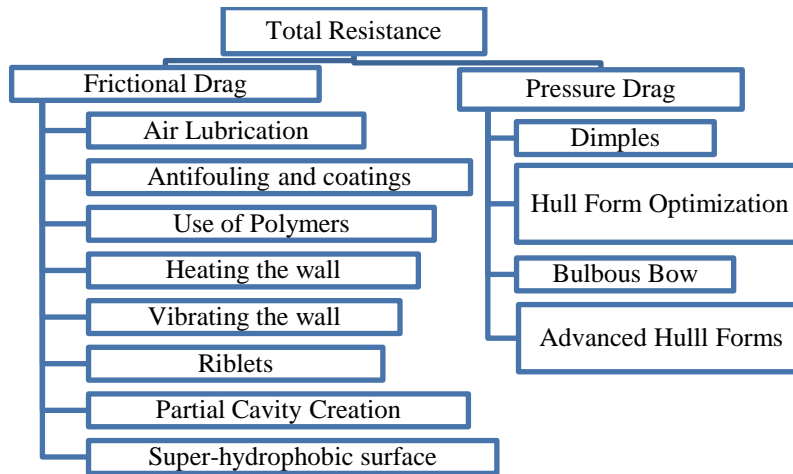 Total Resistance
Frictional Drag
Air Lubrication
Antifouling and coatings
Use of Polymers
Heating the wall
Vibrating the wall
Riblets
Partial Cavity Creation
Super-hydrophobic surface
Pressure Drag
Dimples
Hull Form Optimization
Bulbous Bow
Advanced Hulll Forms